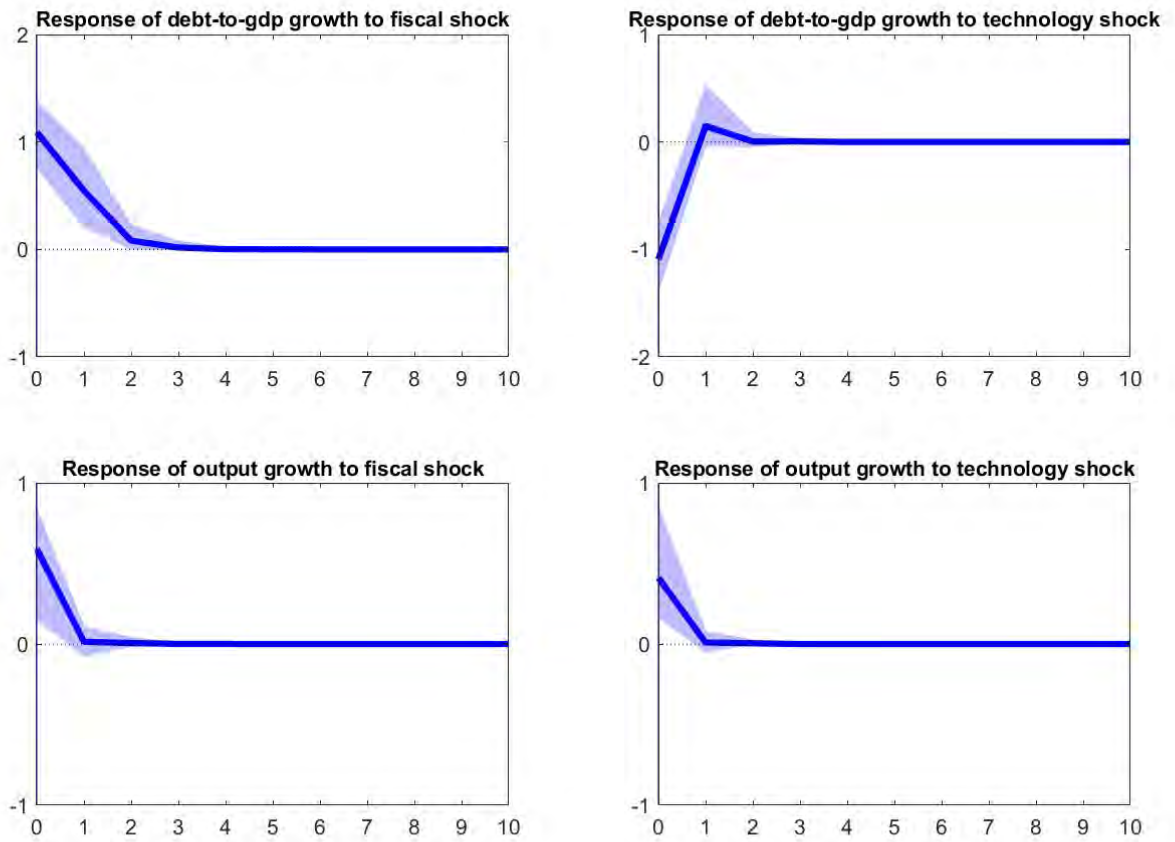 Response of debt-to-gdp growth to fiscal shock
2
1
0
-1
0 1 2 3 4 5 6 7 8 9 10
Response of debt-to-gdp growth to technology shock
1
0
-1
-2
0 1 2 3 4 5 6 7 8 9 10
Response of output growth to fiscal shock
1
0
-1
0 1 2 3 4 5 6 7 8 9 10
Response of output growth to technology shock
1
0
-1
0 1 2 3 4 5 6 7 8 9 10